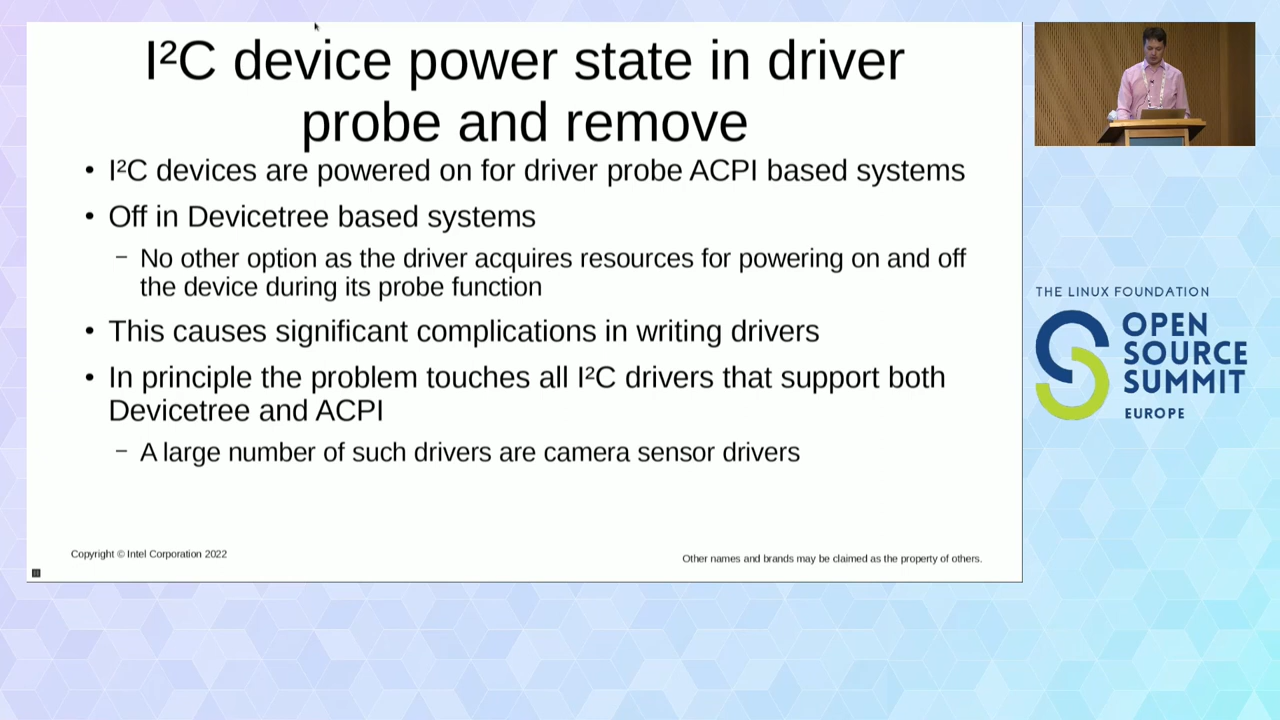 I²C device power state in driver
probe and remove
• I²C devices are powered on for driver probe ACPI based systems
• Off in Devicetree based systems
– No other option as the driver acquires resources for powering on and off
the device during its probe function
• This causes significant complications in writing drivers
• In principle the problem touches all I²C drivers that support both
Devicetree and ACPI
– A large number of such drivers are camera sensor drivers
Copyright © Intel Corporation 2022
Other names and brands may be claimed as the property of others.
THE LINUX FOUNDATION
OPEN
SOURCE
SUMMIT
EUROPE